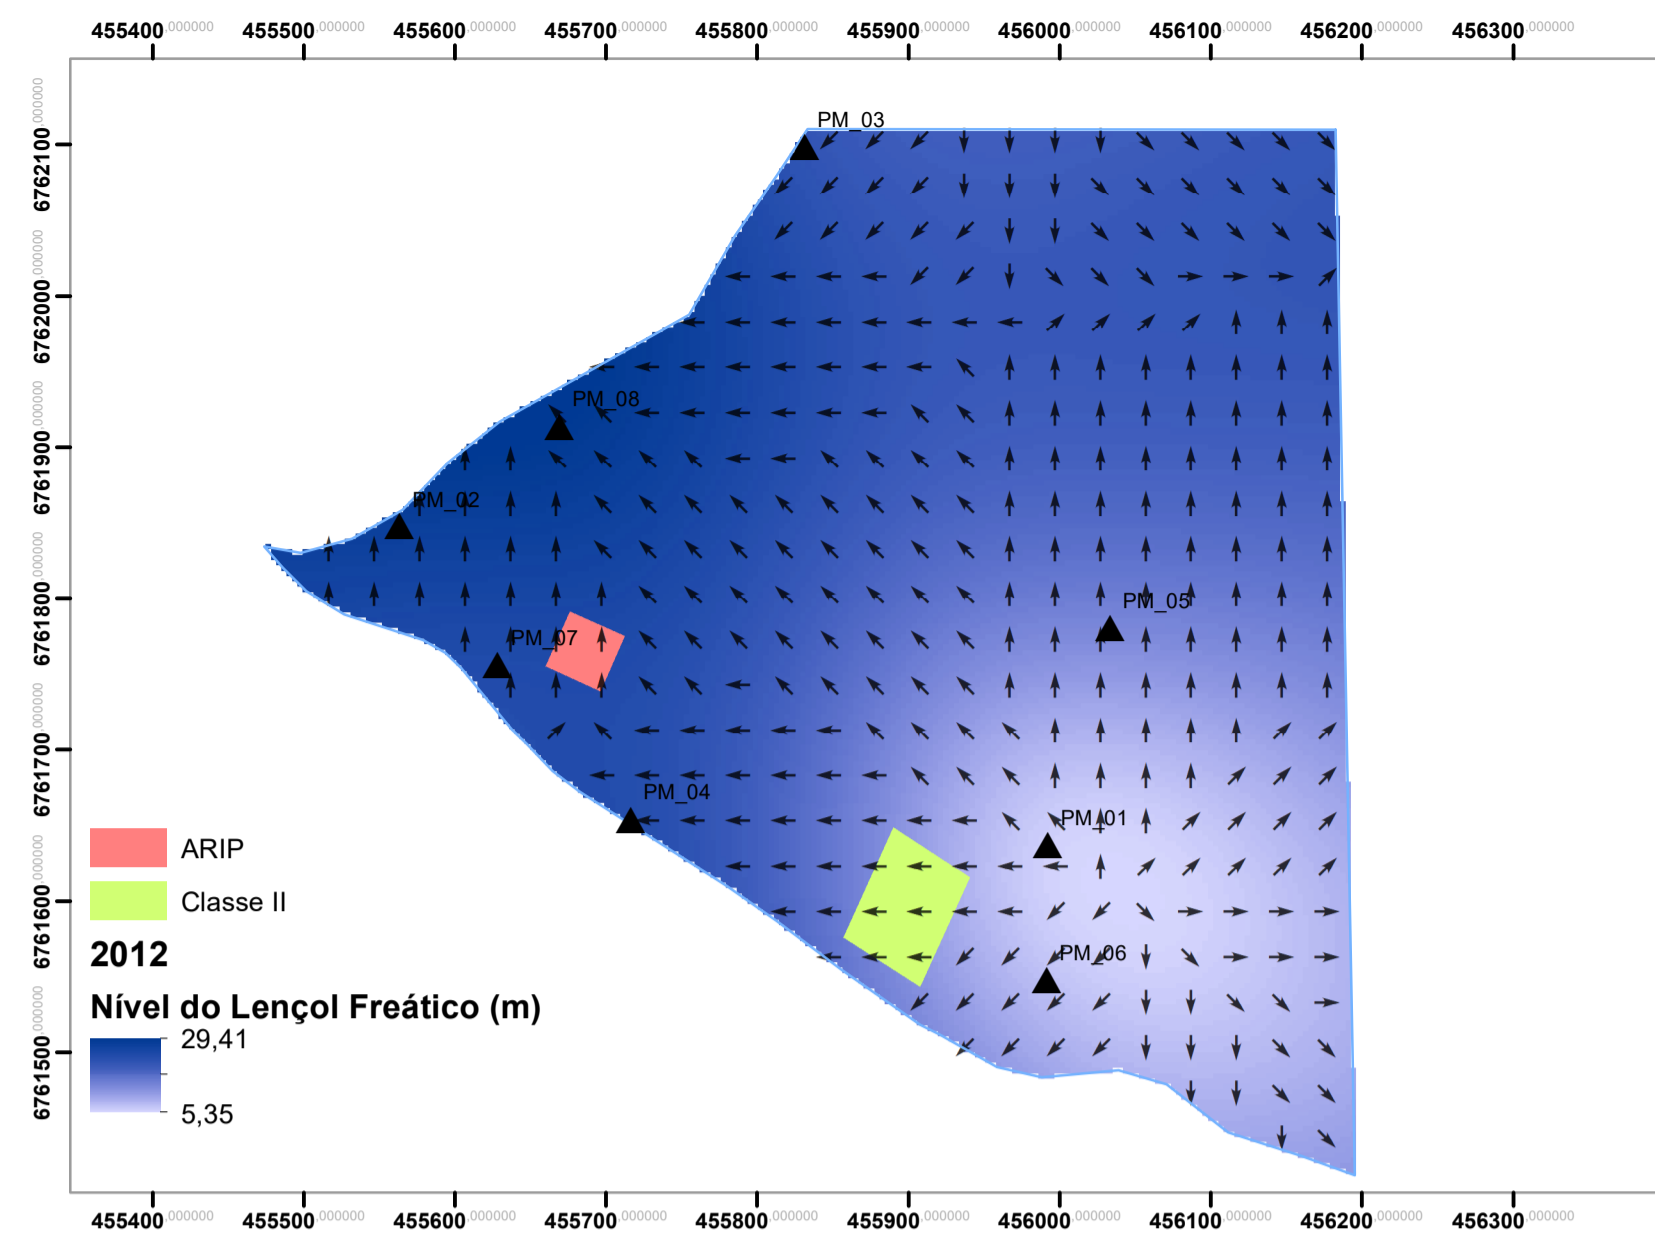 455400,000000 455500,000000 455600,000000 455700,000000 455800,000000 455900,000000 456000,000000 456100,000000 456200,000000 456300,000000
6762100,000000
6762000,000000
6761900,000000
6761800,000000
6761700,000000
6761600,000000
6761500,000000
PM_03
PM_08
PM_02
PM_05
PM_07
PM_04
PM_01
PM_06
ARIP
Classe II
2012
Nível do Lençol Freático (m)
29,41
5,35
455400,000000 455500,000000 455600,000000 455700,000000 455800,000000 455900,000000 456000,000000 456100,000000 456200,000000 456300,000000